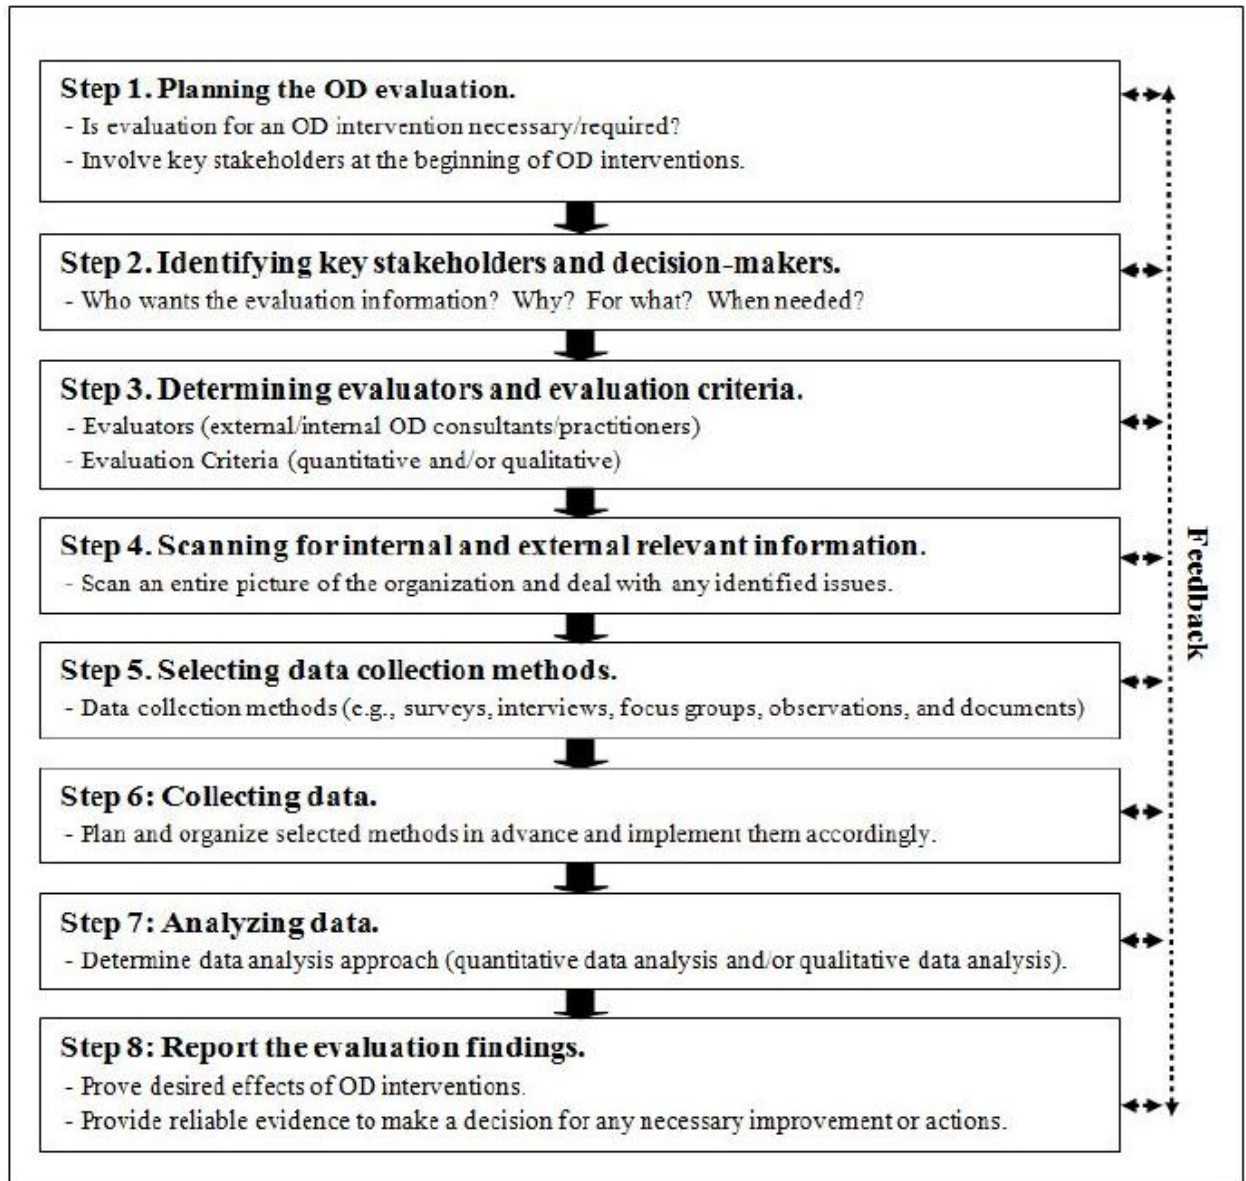 Step 1. Planning the OD evaluation.
- Is evaluation for an OD intervention necessary/required?
- Involve key stakeholders at the beginning of OD interventions.
Step 2. Identifying key stakeholders and decision-makers.
- Who wants the evaluation information? Why? For what? When needed?
Step 3. Determining evaluators and evaluation criteria.
- Evaluators (external/internal OD consultants/practitioners)
- Evaluation Criteria (quantitative and/or qualitative)
Step 4. Scanning for internal and external relevant information.
- Scan an entire picture of the organization and deal with any identified issues.
Step 5. Selecting data collection methods.
- Data collection methods (e.g., surveys, interviews, focus groups, observations, and documents)
Step 6: Collecting data.
- Plan and organize selected methods in advance and implement them accordingly.
Step 7: Analyzing data.
- Determine data analysis approach (quantitative data analysis and/or qualitative data analysis).
Step 8: Report the evaluation findings.
- Prove desired effects of OD interventions.
- Provide reliable evidence to make a decision for any necessary improvement or actions.
Feedback